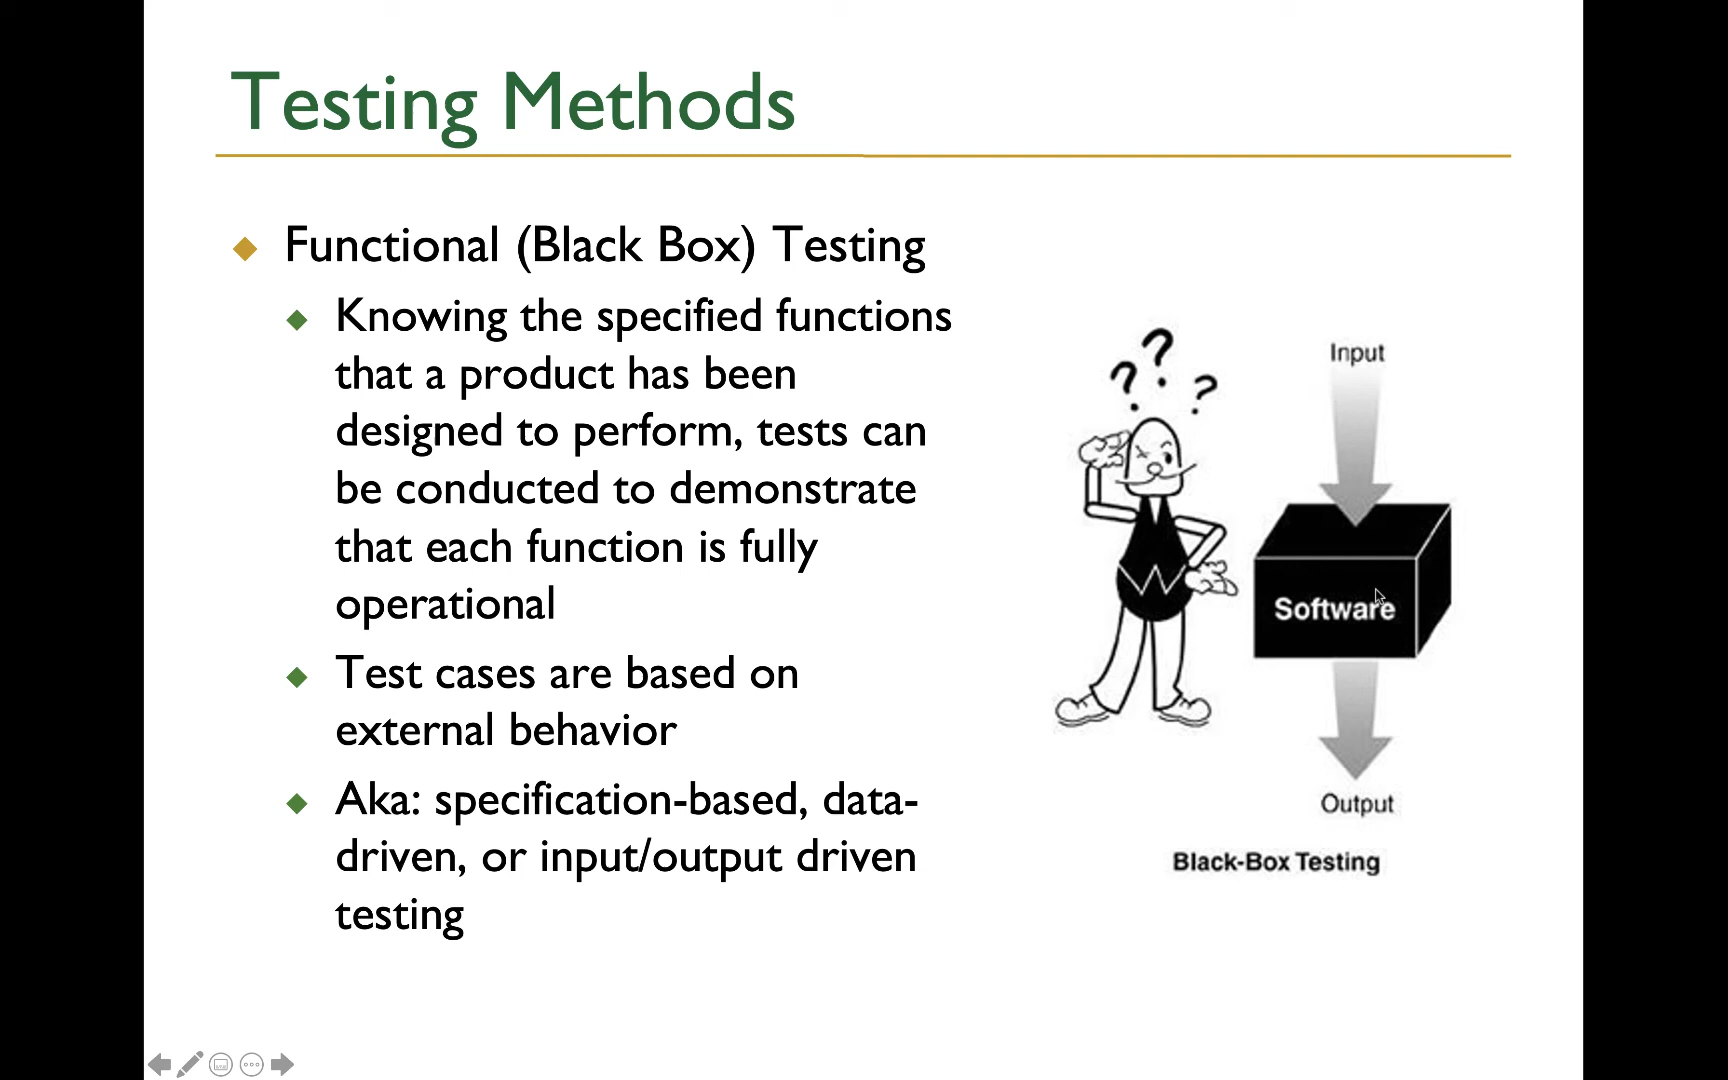 Testing Methods
Functional (Black Box) Testing
Knowing the specified functions
that a product has been
designed to perform, tests can
be conducted to demonstrate
that each function is fully
operational
Test cases are based on
external behavior
Aka: specification-based, data-
driven, or input/output driven
testing
? ? ?
Input
Software
Output
Black-Box Testing